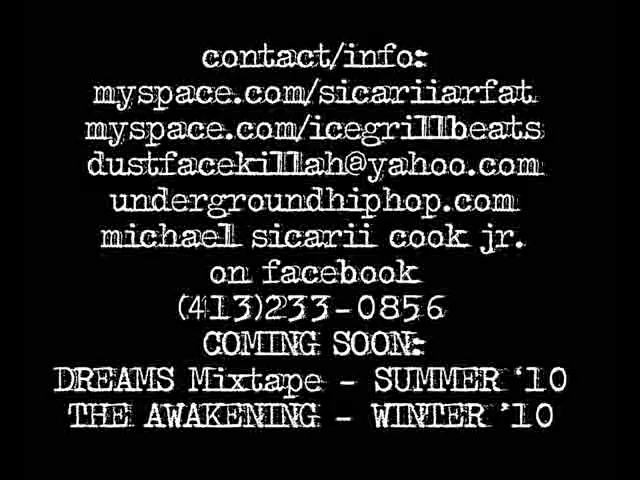 contact/info:
myspace.com/sicariiarfat
myspace.com/icegrillbeats
dustfacekillah@yahoo.com
undergroundhiphop.com
michael sicarii cook jr.
on facebook
(413)233-0856
COMING SOON:
DREAMS Mixtape - SUMMER '10
THE AWAKENING - WINTER '10